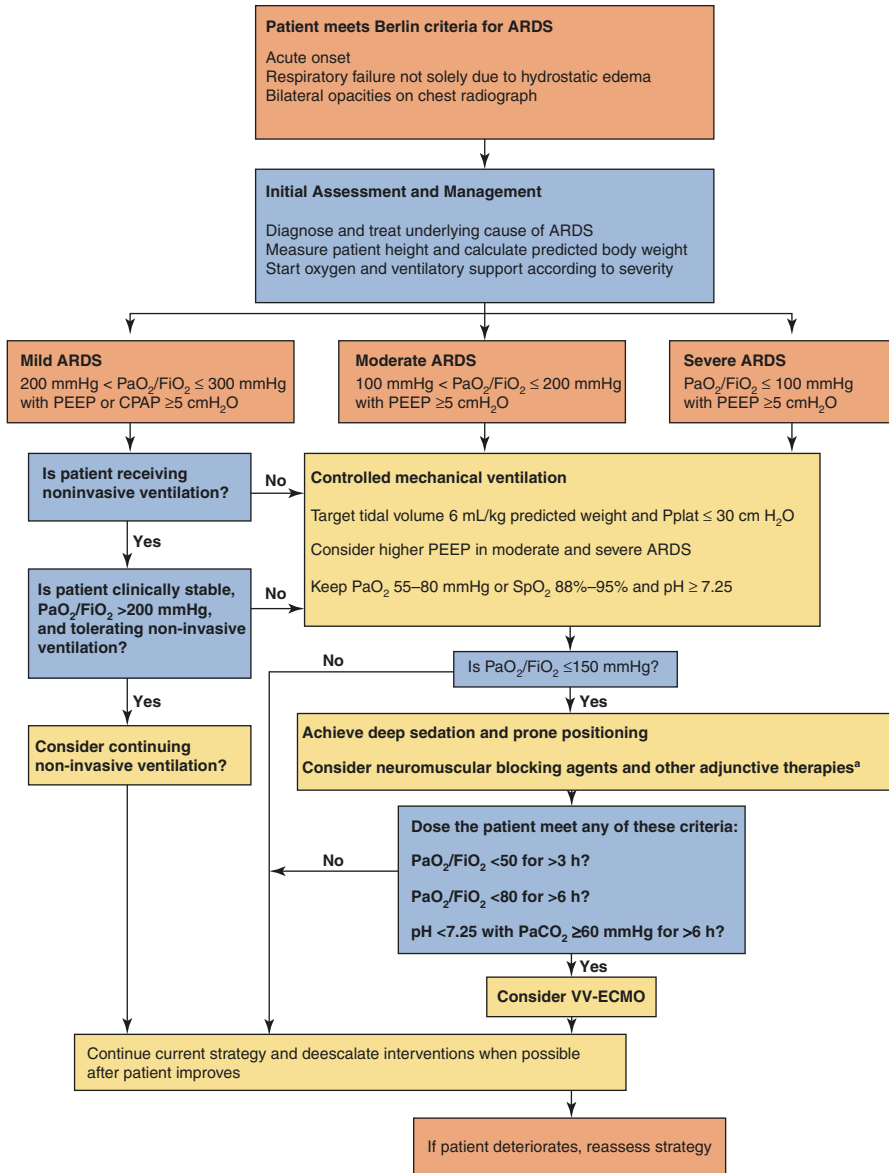 Patient meets Berlin criteria for ARDS
Acute onset
Respiratory failure not solely due to hydrostatic edema
Bilateral opacities on chest radiograph
Initial Assessment and Management
Diagnose and treat underlying cause of ARDS
Measure patient height and calculate predicted body weight
Start oxygen and ventilatory support according to severity
Mild ARDS
200 mmHg < PaO₂/FiO₂ ≤ 300 mmHg
with PEEP or CPAP ≥5 cmH₂O
Moderate ARDS
100 mmHg < PaO₂/FiO₂ ≤ 200 mmHg
with PEEP ≥5 cmH₂O
Severe ARDS
PaO₂/FiO₂ ≤ 100 mmHg
with PEEP ≥5 cmH₂O
Is patient receiving
noninvasive ventilation?
No
Yes
Is patient clinically stable,
PaO₂/FiO₂ >200 mmHg,
and tolerating non-invasive
ventilation?
No
Yes
Consider continuing
non-invasive ventilation?
Controlled mechanical ventilation
Target tidal volume 6 mL/kg predicted weight and Pplat ≤ 30 cm H₂O
Consider higher PEEP in moderate and severe ARDS
Keep PaO₂ 55–80 mmHg or SpO₂ 88%–95% and pH ≥ 7.25
Is PaO₂/FiO₂ ≤150 mmHg?
No
Yes
Achieve deep sedation and prone positioning
Consider neuromuscular blocking agents and other adjunctive therapiesᵃ
Dose the patient meet any of these criteria:
PaO₂/FiO₂ <50 for >3 h?
PaO₂/FiO₂ <80 for >6 h?
pH <7.25 with PaCO₂ ≥60 mmHg for >6 h?
No
Yes
Consider VV-ECMO
Continue current strategy and deescalate interventions when possible
after patient improves
If patient deteriorates, reassess strategy